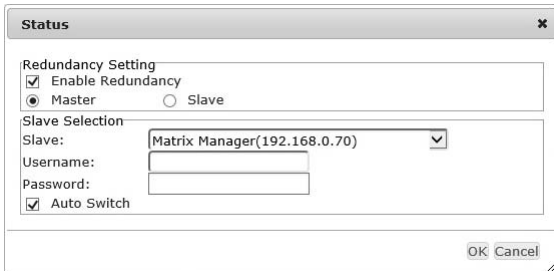 Status
Redundancy Setting
Enable Redundancy
Master Slave
Slave Selection
Slave: Matrix Manager(192.168.0.70)
Username:
Password:
Auto Switch
OK Cancel